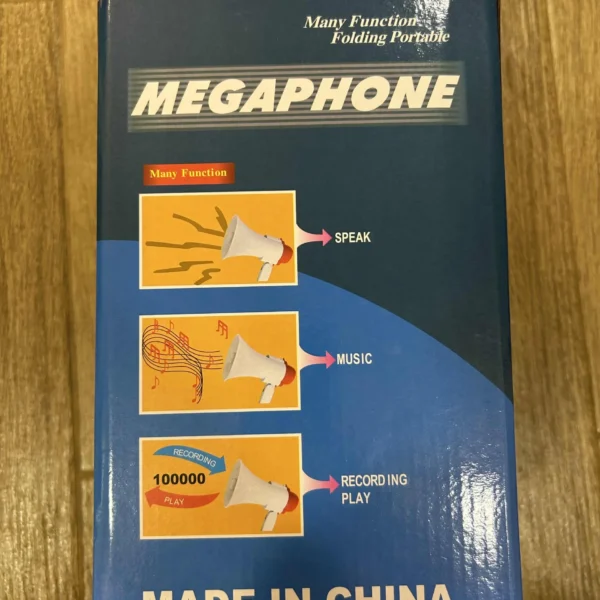 Many Function
Folding Portable
MEGAPHONE
Many Function
SPEAK
MUSIC
RECORDING
100000
PLAY
RECORDING
PLAY
MADE IN CHINA